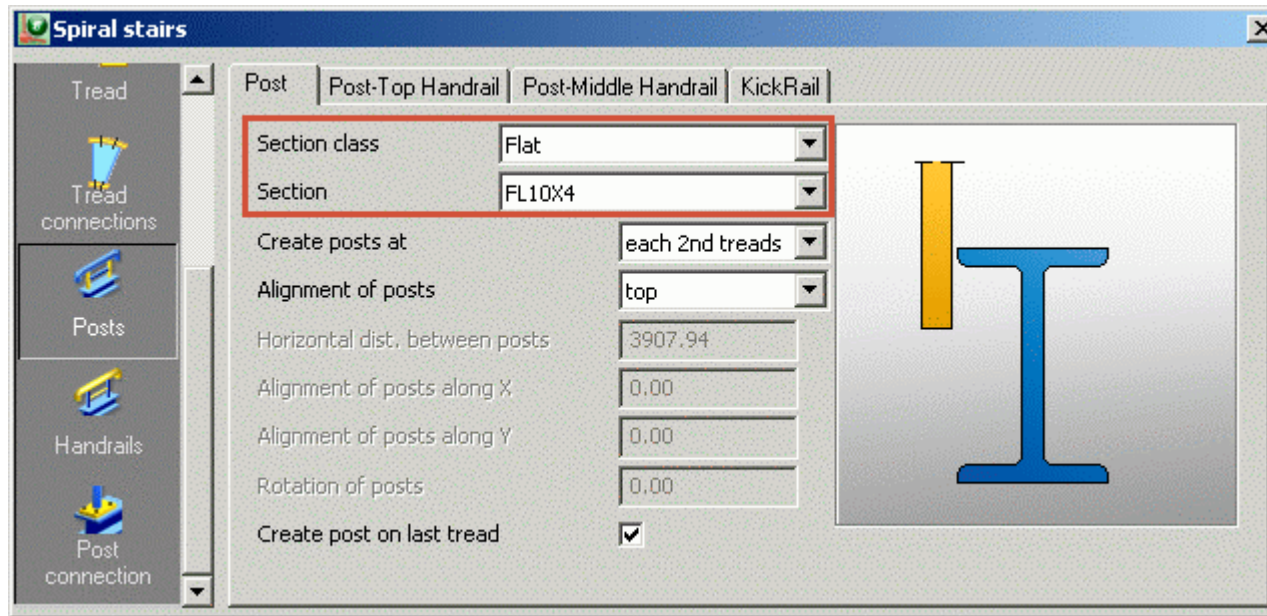 Spiral stairs
Tread
Tread
connections
Posts
Handrails
Post
connection
Post
Post-Top Handrail
Post-Middle Handrail
KickRail
Section class Flat
Section FL10X4
Create posts at each 2nd treads
Alignment of posts top
Horizontal dist. between posts 3907.94
Alignment of posts along X 0.00
Alignment of posts along Y 0.00
Rotation of posts 0.00
Create post on last tread